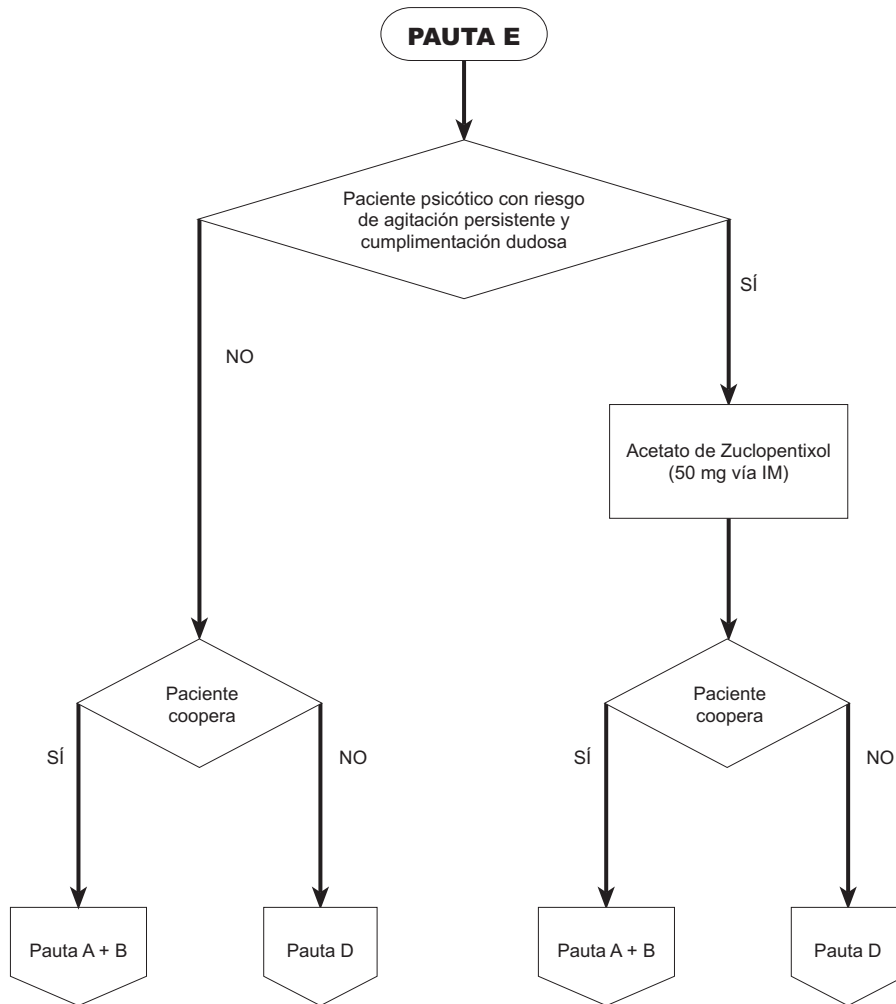 PAUTA E
Paciente psicótico con riesgo
de agitación persistente y
cumplimentación dudosa
SÍ
NO
Acetato de Zuclopentixol
(50 mg vía IM)
Paciente
coopera
Paciente
coopera
SÍ
NO
SÍ
NO
Pauta A + B
Pauta D
Pauta A + B
Pauta D